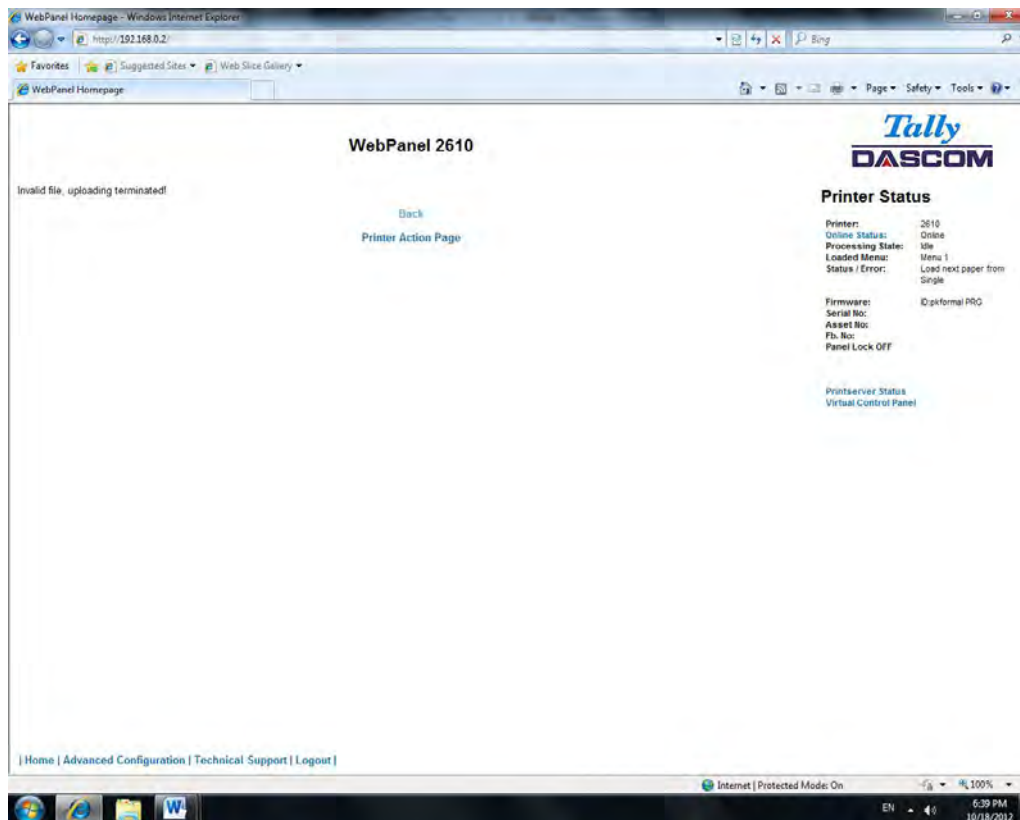 WebPanel Homepage - Windows Internet Explorer
http://192.168.0.2/
Bing
Favorites Suggested Sites Web Slice Gallery
WebPanel Homepage
Page Safety Tools
Tally
DASCOM
WebPanel 2610
Invalid file, uploading terminated!
Back
Printer Action Page
Printer Status
Printer: 2610
Online Status: Online
Processing State: Idle
Loaded Menu: Menu 1
Status / Error: Load next paper from
Single
Firmware: ID:pkformal PRG
Serial No:
Asset No:
Fb. No:
Panel Lock OFF
Printserver Status
Virtual Control Panel
| Home | Advanced Configuration | Technical Support | Logout |
Internet | Protected Mode: On 100%
EN 6:39 PM
10/18/2012